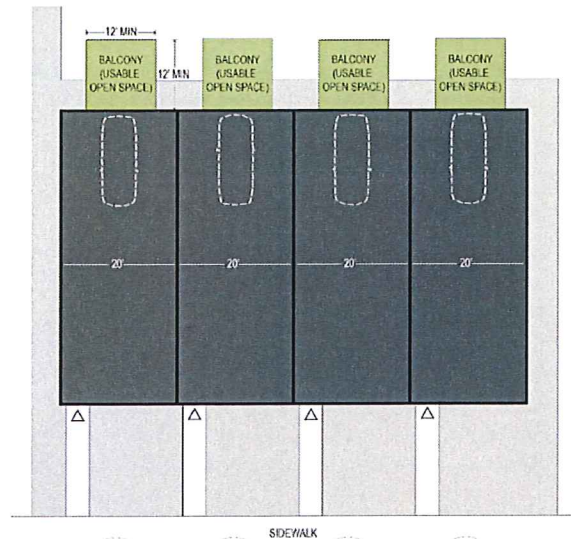 12' MIN
BALCONY
(USABLE
OPEN SPACE)
12' MIN
BALCONY
(USABLE
OPEN SPACE)
BALCONY
(USABLE
OPEN SPACE)
BALCONY
(USABLE
OPEN SPACE)
20'
20'
20'
20'
SIDEWALK